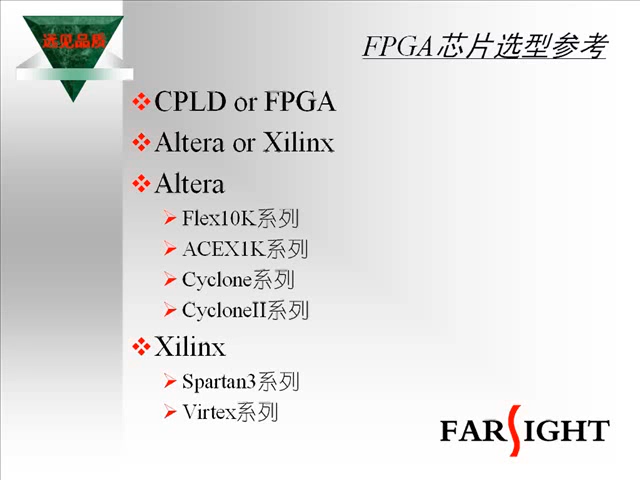 远见品质
FPGA芯片选型参考
CPLD or FPGA
Altera or Xilinx
Altera
Flex10K系列
ACEX1K系列
Cyclone系列
CycloneII系列
Xilinx
Spartan3系列
Virtex系列
FARSIGHT